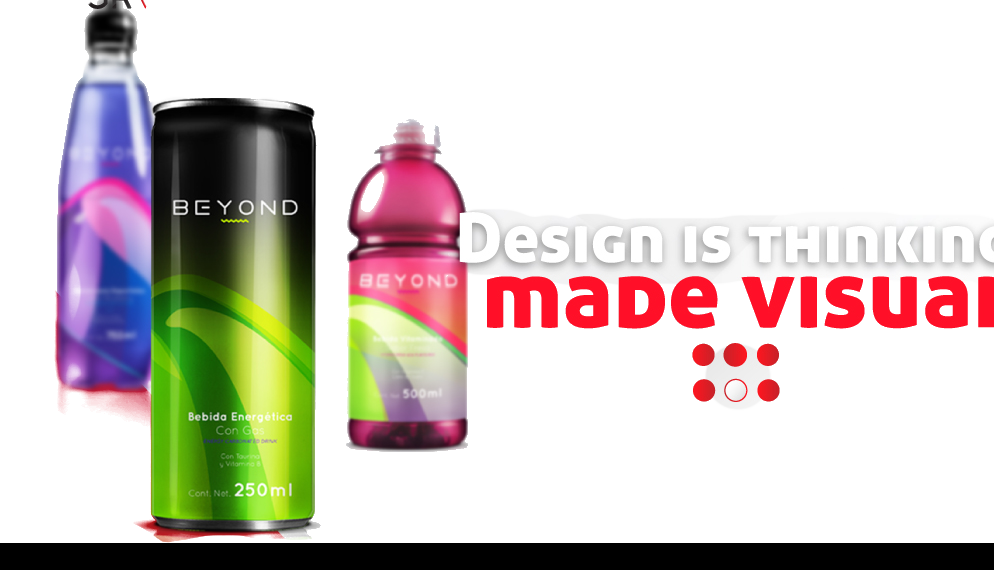 BEYOND
BEYOND
Bebida Energética
Con Gas
Con Taurina
y Vitamina B
Cont. Net. 250ml
BEYOND
500ml
Design is thinking
made visual